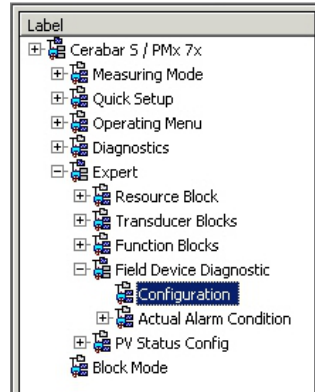 Label
Cerabar S / PMx 7x
Measuring Mode
Quick Setup
Operating Menu
Diagnostics
Expert
Resource Block
Transducer Blocks
Function Blocks
Field Device Diagnostic
Configuration
Actual Alarm Condition
PV Status Config
Block Mode